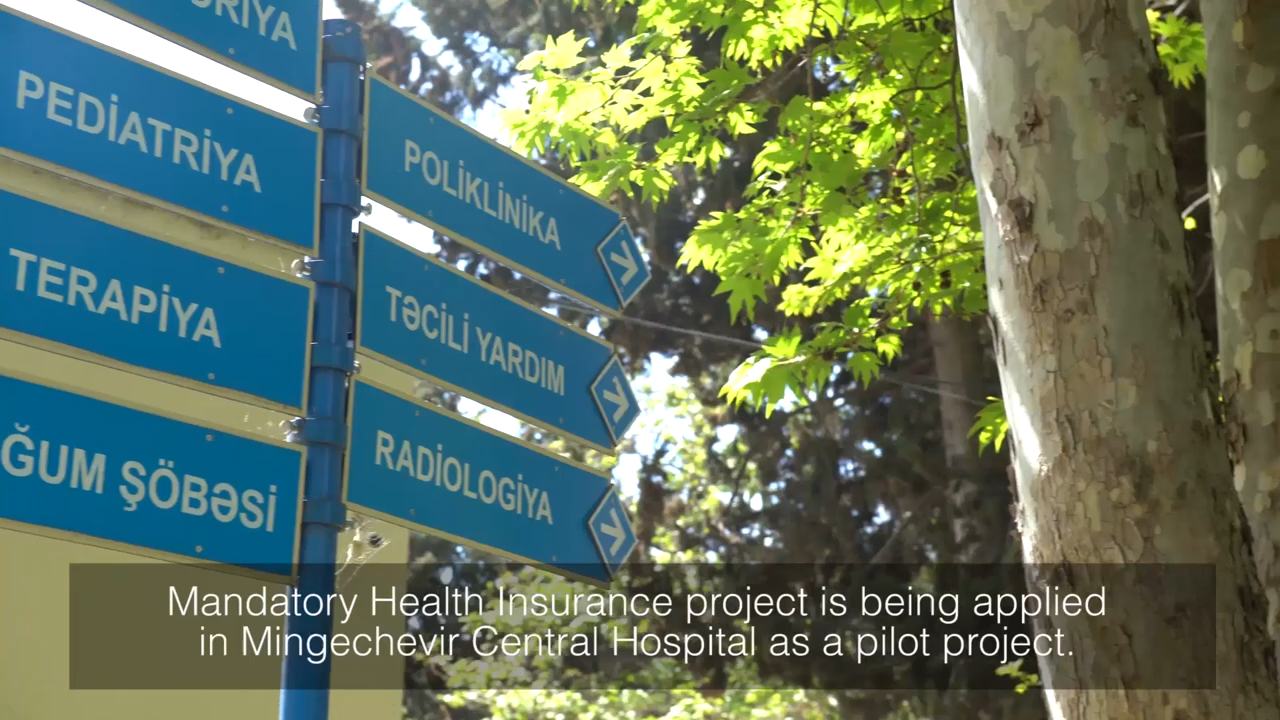 PEDİATRİYA
TERAPİYA
ŞÖBƏSİ
POLİKLİNİKA
TƏCİLİ YARDIM
RADİOLOGİYA
Mandatory Health Insurance project is being applied
in Mingechevir Central Hospital as a pilot project.